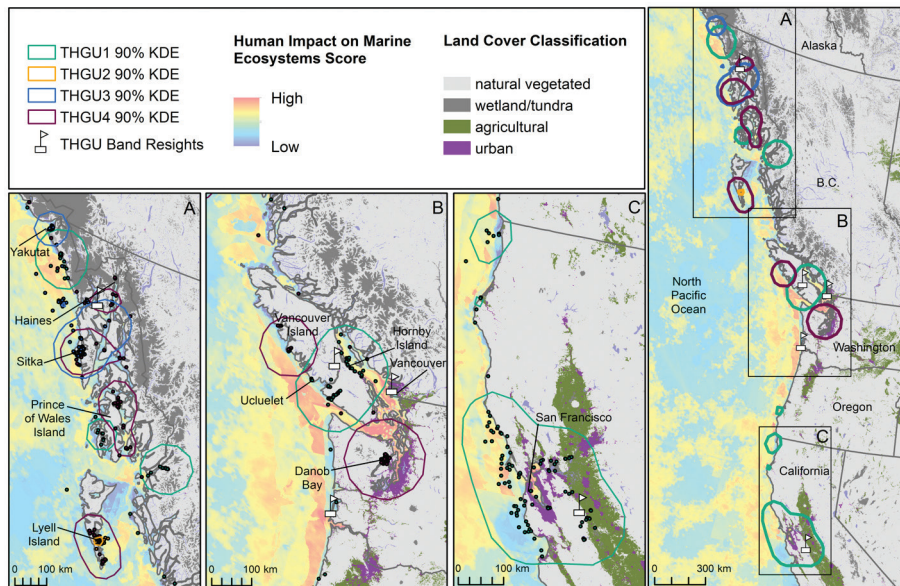 THGU1 90% KDE
THGU2 90% KDE
THGU3 90% KDE
THGU4 90% KDE
THGU Band Resights
Human Impact on Marine
Ecosystems Score
High
Low
Land Cover Classification
natural vegetated
wetland/tundra
agricultural
urban
A
Yakutat
Haines
Sitka
Prince
of Wales
Island
Lyell
Island
0 100 km
B
Vancouver
Island
Hornby
Island
Vancouver
Ucluelet
Danob
Bay
0 100 km
C
San Francisco
0 100 km
A
Alaska
B.C.
B
North
Pacific
Ocean
Washington
Oregon
C
California
0 300 km